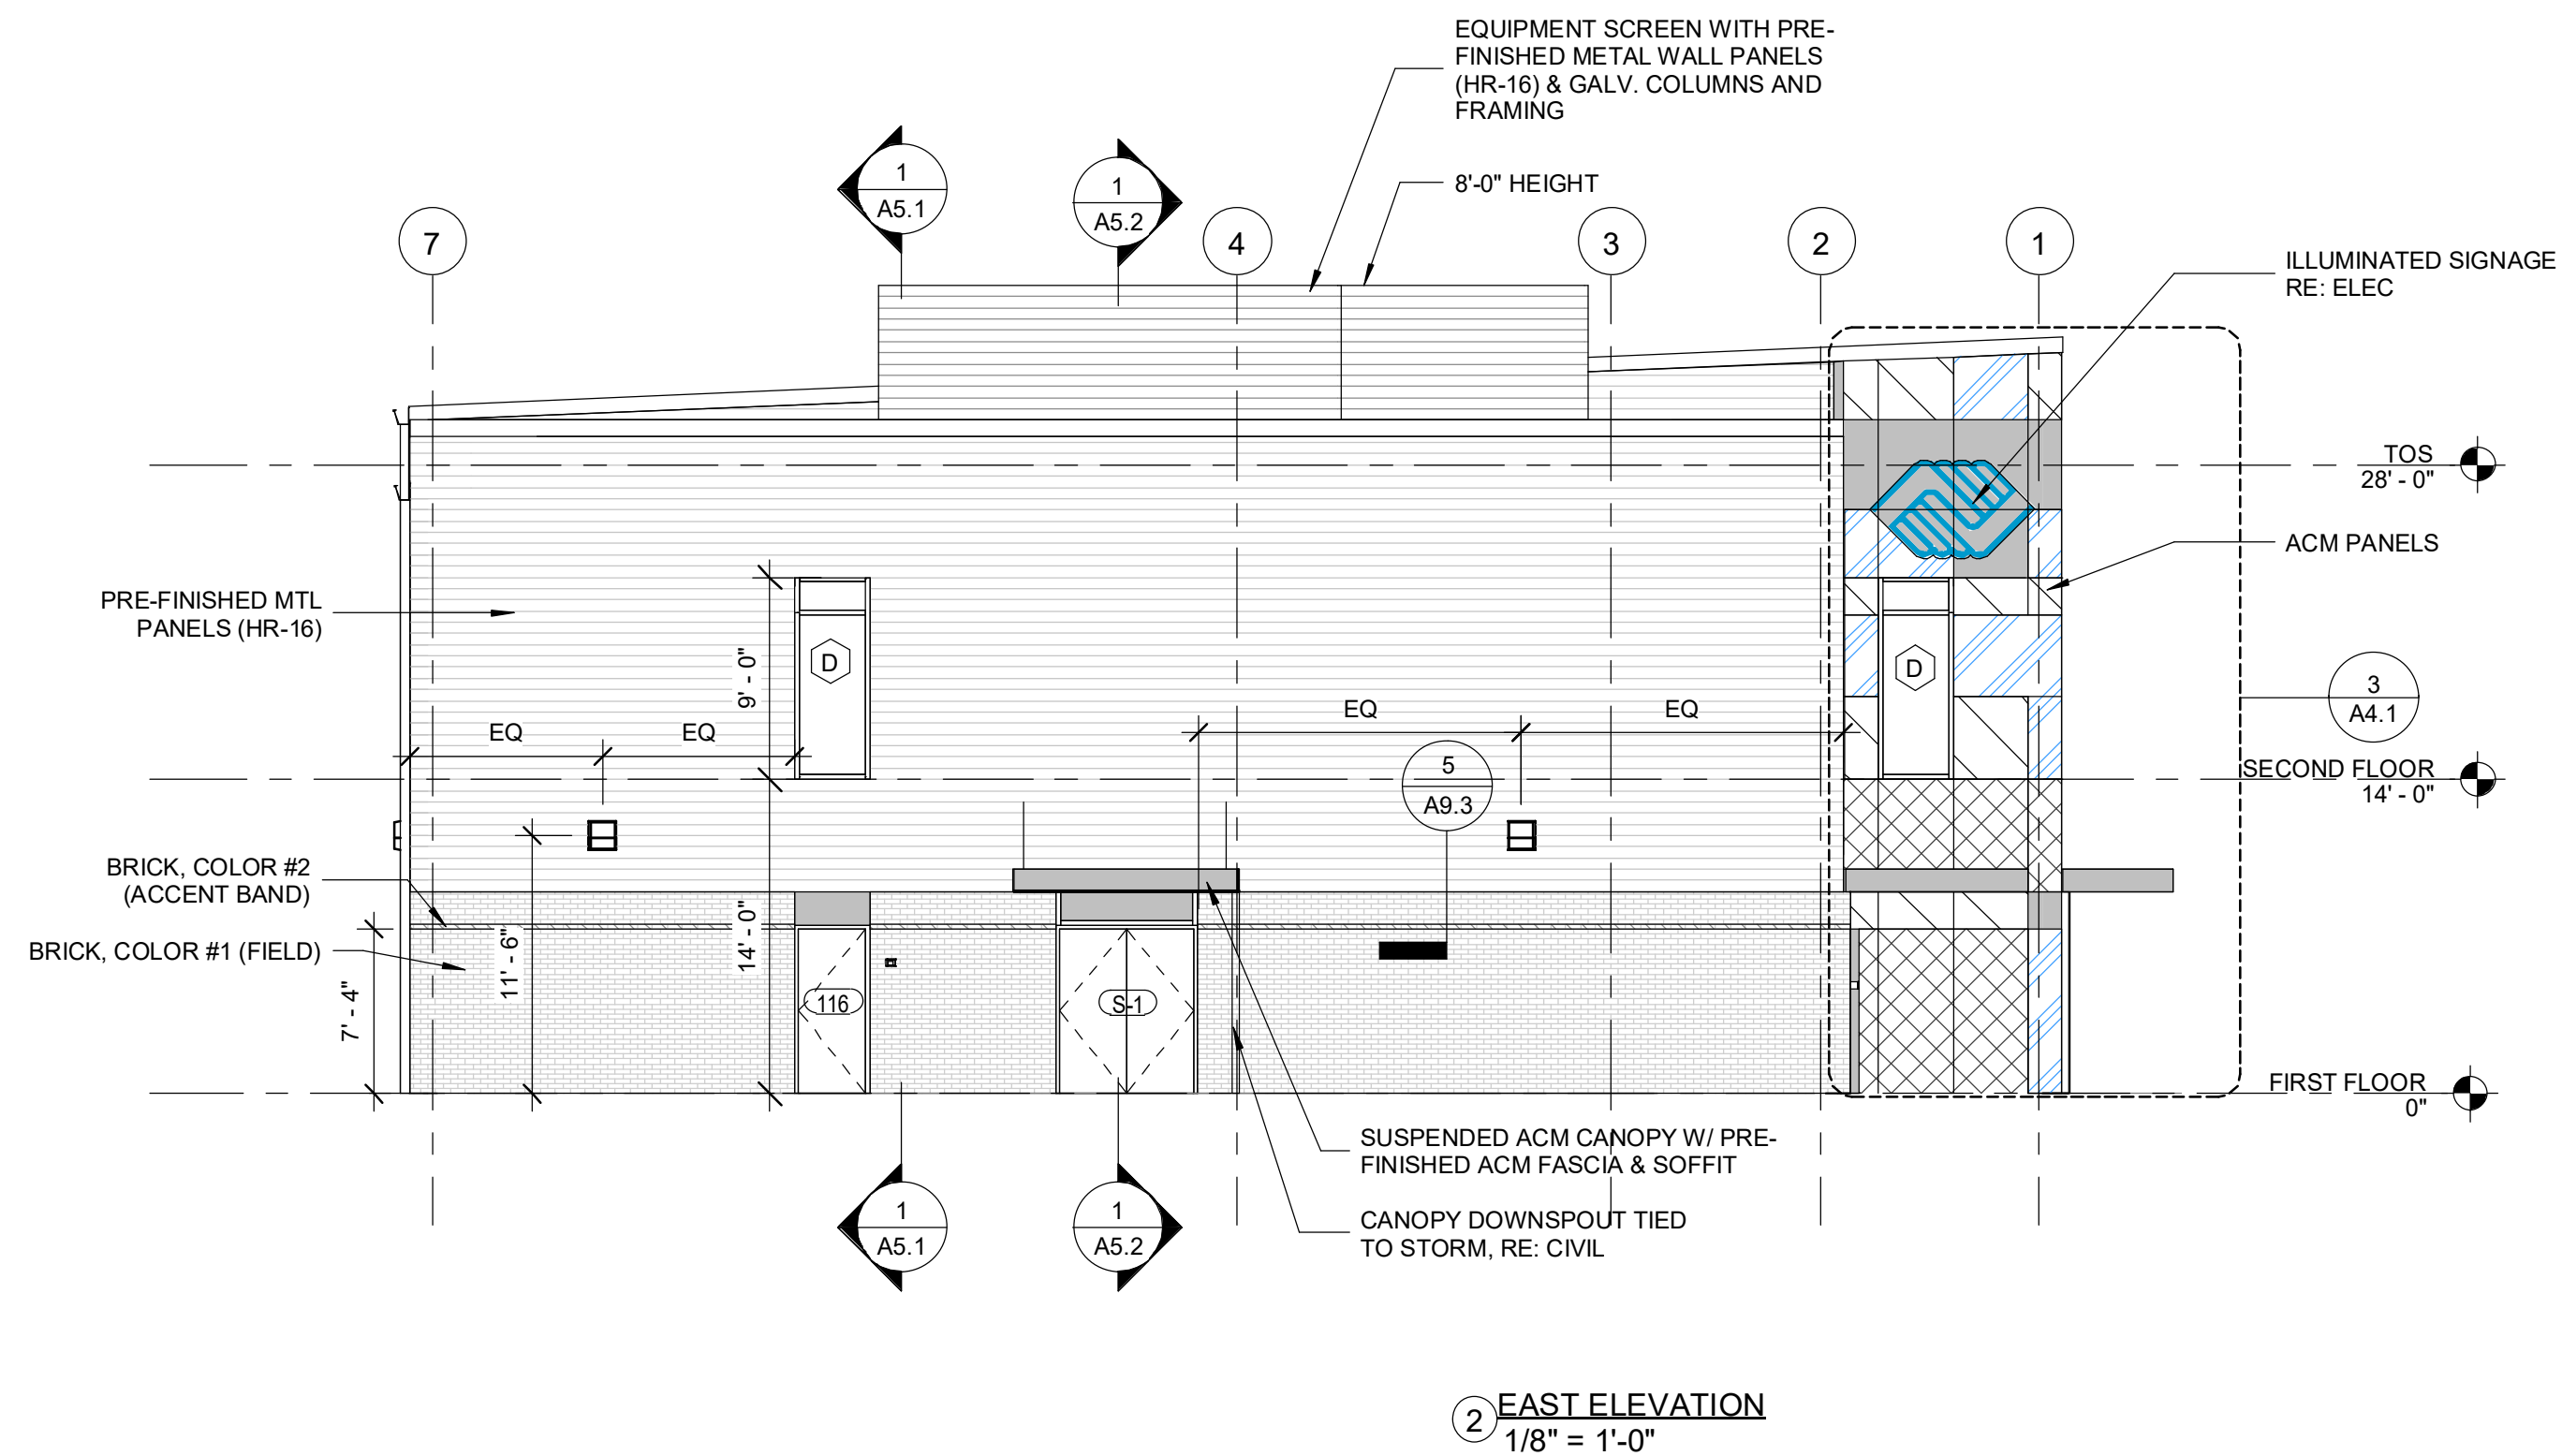 EQUIPMENT SCREEN WITH PRE-
FINISHED METAL WALL PANELS
(HR-16) & GALV. COLUMNS AND
FRAMING
8'-0" HEIGHT
1
A5.1
1
A5.2
7
4
3
2
1
ILLUMINATED SIGNAGE
RE: ELEC
TOS
28' - 0"
ACM PANELS
PRE-FINISHED MTL
PANELS (HR-16)
9' - 0"
D
D
3
A4.1
EQ
EQ
EQ
EQ
5
A9.3
SECOND FLOOR
14' - 0"
BRICK, COLOR #2
(ACCENT BAND)
BRICK, COLOR #1 (FIELD)
7' - 4"
11' - 6"
14' - 0"
116
S-1
FIRST FLOOR
0"
SUSPENDED ACM CANOPY W/ PRE-
FINISHED ACM FASCIA & SOFFIT
CANOPY DOWNSPOUT TIED
TO STORM, RE: CIVIL
1
A5.1
1
A5.2
2
EAST ELEVATION
1/8" = 1'-0"